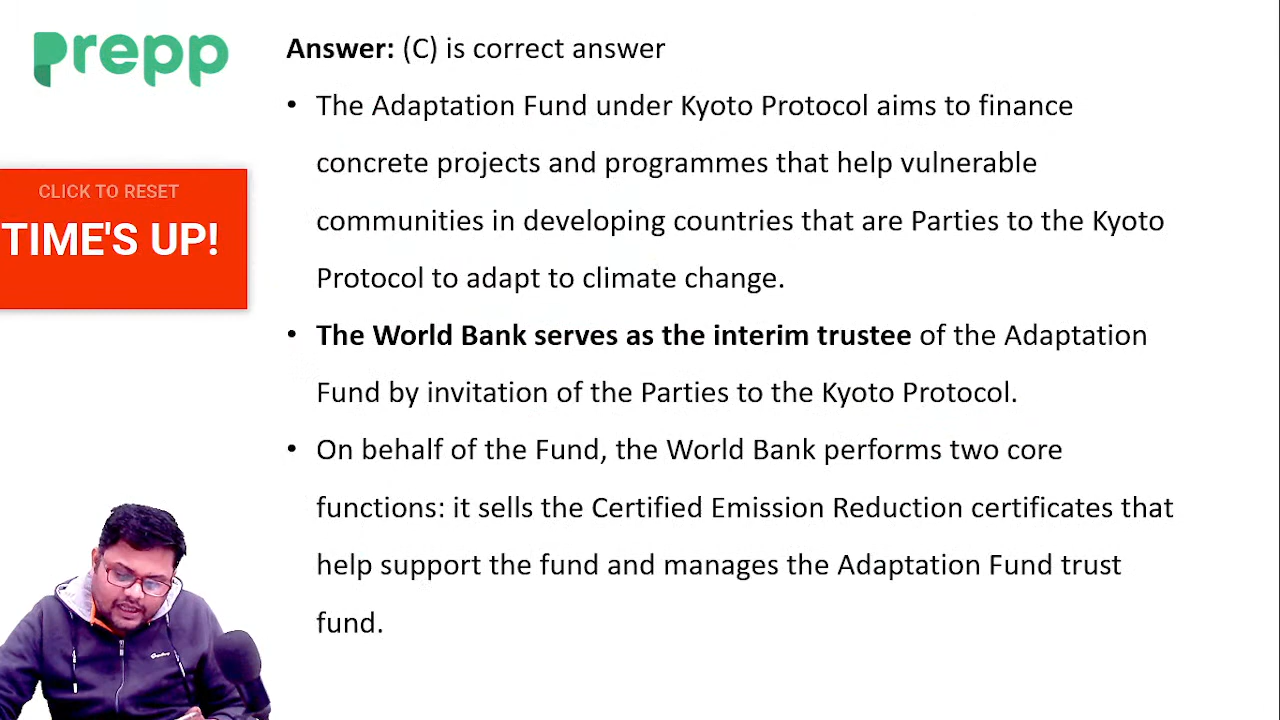 prepp
Answer: (C) is correct answer
• The Adaptation Fund under Kyoto Protocol aims to finance
concrete projects and programmes that help vulnerable
communities in developing countries that are Parties to the Kyoto
Protocol to adapt to climate change.
• The World Bank serves as the interim trustee of the Adaptation
Fund by invitation of the Parties to the Kyoto Protocol.
• On behalf of the Fund, the World Bank performs two core
functions: it sells the Certified Emission Reduction certificates that
help support the fund and manages the Adaptation Fund trust
fund.
CLICK TO RESET
TIME'S UP!